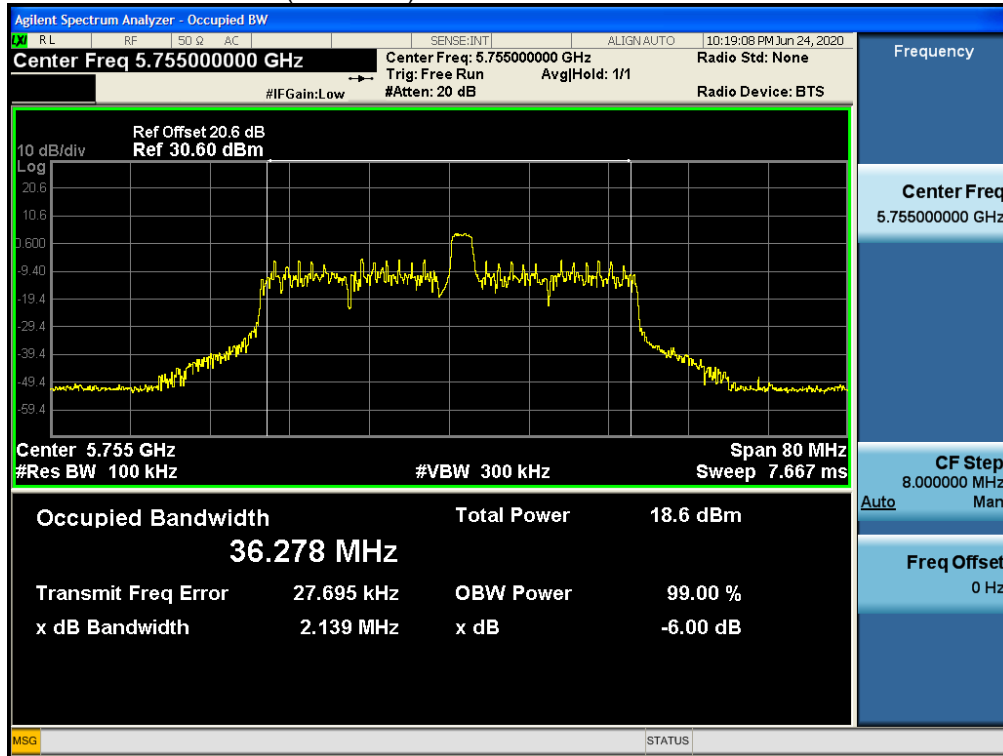 Agilent Spectrum Analyzer - Occupied BW
LXI RL RF 50 Ω AC SENSE:INT ALIGN AUTO 10:19:08 PM Jun 24, 2020
Center Freq 5.755000000 GHz
Center Freq: 5.755000000 GHz
Radio Std: None
Trig: Free Run Avg|Hold: 1/1
#IFGain:Low
#Atten: 20 dB
Radio Device: BTS
Ref Offset 20.6 dB
10 dB/div Ref 30.60 dBm
Log
20.6
10.6
0.600
-9.40
-19.4
-29.4
-39.4
-49.4
-59.4
Center 5.755 GHz Span 80 MHz
#Res BW 100 kHz #VBW 300 kHz Sweep 7.667 ms
Occupied Bandwidth Total Power 18.6 dBm
36.278 MHz
Transmit Freq Error 27.695 kHz OBW Power 99.00 %
x dB Bandwidth 2.139 MHz x dB -6.00 dB
Frequency
Center Freq
5.755000000 GHz
CF Step
8.000000 MHz
Auto Man
Freq Offset
0 Hz
MSG STATUS